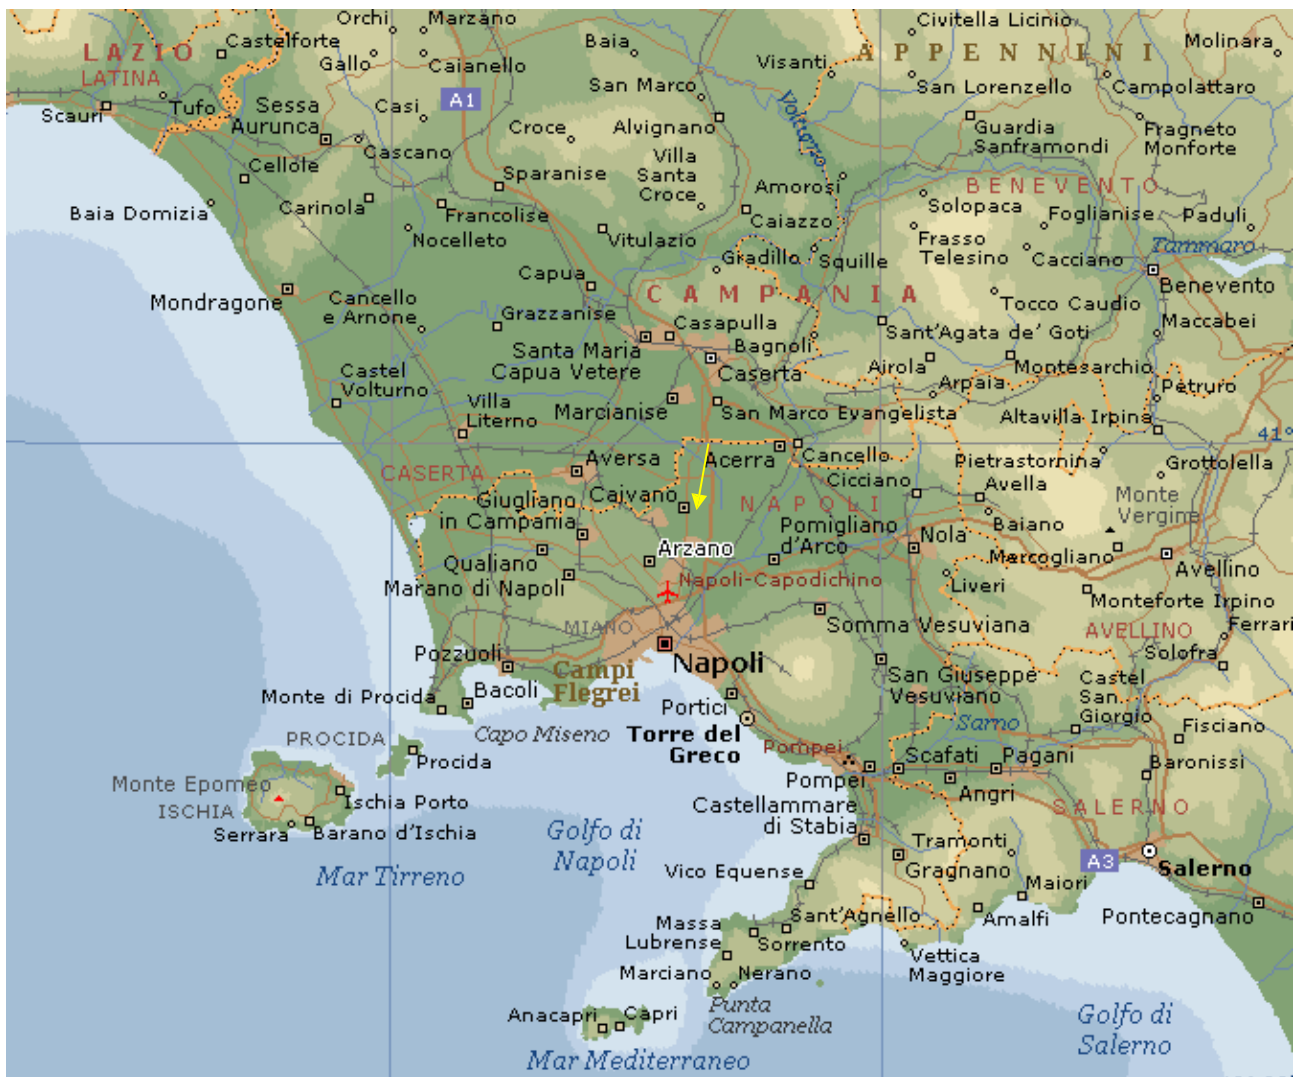 Orchi
Marzano
Civitella Licinio
LAZIO
Castelforte
Baia
APPENNINI
Molinara
LATINA
Gallo
Caianello
Visanti
San Marco
San Lorenzello
Campolattaro
Scauri
Tufo
Sessa
Aurunca
Casi
A1
Croce
Alvignano
Volturno
Guardia
Sanframondi
Fragneto
Monforte
Cellole
Cascano
Sparanise
Villa
Santa
Croce
Amorosi
BENEVENTO
Baia Domizia
Carinola
Francolise
Caiazzo
Solopaca
Foglianise
Paduli
Nocelleto
Vitulazio
Gradillo
Squille
Frasso
Telesino
Cacciano
Tammaro
Capua
Benevento
Mondragone
Cancello
e Arnone
CAMPANIA
Tocco Caudio
Grazzanise
Casapulla
Sant'Agata de' Goti
Maccabei
Santa Maria
Capua Vetere
Bagnoli
Caserta
Airola
Montesarchio
Castel
Volturno
Arpaia
Petruro
Villa
Literno
Marcianise
San Marco Evangelista
Altavilla Irpina
41°
CASERTA
Aversa
Acerra
Cancello
Pietrastornina
Grottolella
Giugliano
in Campania
Caivano
NAPOLI
Cicciano
Avella
Monte
Vergine
Baiano
Qualiano
Arzano
Pomigliano
d'Arco
Nola
Mercogliano
Avellino
Marano di Napoli
Napoli-Capodichino
Liveri
Monteforte Irpino
MIANO
Somma Vesuviana
AVELLINO
Ferrari
Pozzuoli
Campi
Flegrei
Napoli
Solofra
San Giuseppe
Vesuviano
Castel
San
Giorgio
Monte di Procida
Bacoli
Portici
Sarno
Fisciano
PROCIDA
Capo Miseno
Torre del
Greco
Pompei
Procida
Pompei
Scafati
Pagani
Baronissi
Monte Epomeo
ISCHIA
Ischia Porto
Angri
SALERNO
Serrara
Barano d'Ischia
Castellammare
di Stabia
Golfo di
Napoli
Tramonti
Mar Tirreno
Gragnano
A3
Salerno
Vico Equense
Maiori
Massa
Lubrense
Sant'Agnello
Amalfi
Pontecagnano
Sorrento
Vettica
Maggiore
Marciano
Nerano
Anacapri
Capri
Punta
Campanella
Golfo di
Salerno
Mar Mediterraneo